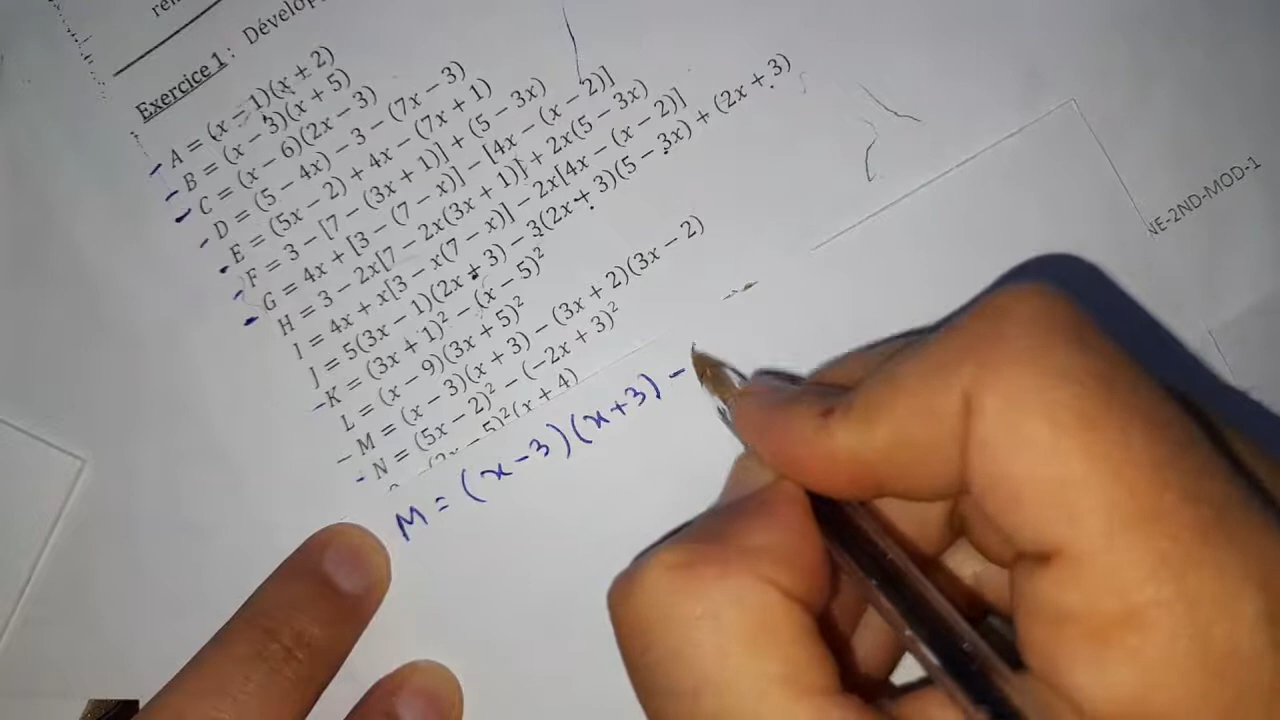 Exercice 1 : Dévelop
A = (x − 1)(x + 2)
B = (x − 3)(x + 5)
C = (x − 6)(2x − 3)
D = (5 − 4x) − 3 − (7x − 3)
E = (5x − 2) + 4x − (7x + 1)
F = 3 − [7 − (3x + 1)] + (5 − 3x)
G = 4x + [3 − (7 − x)] − [4x − (x − 2)]
H = 3 − 2x[7 − 2x(3x + 1)] + 2x(5 − 3x)
I = 4x + x[3 − x(7 − x)] − 2x[4x − (x − 2)]
J = 5(3x − 1)(2x + 3) − 3(2x + 3)(5 − 3x) + (2x + 3)
K = (3x + 1)² − (x − 5)²
L = (x − 9)(3x + 5)²
M = (x − 3)(x + 3) − (3x + 2)(3x − 2)
N = (5x − 2)² − (−2x + 3)²
− 5)²(x + 4)
M = (x-3)(x+3) -
NE-2ND-MOD-1